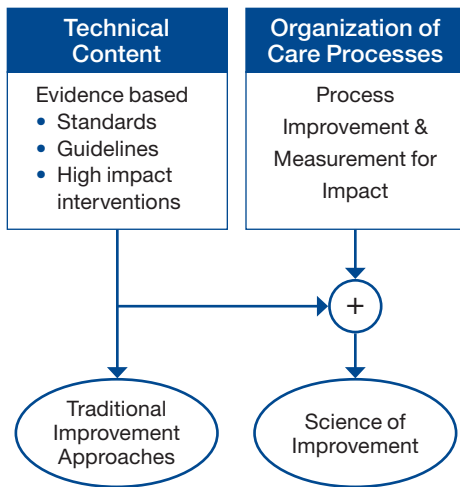 Technical
Content
Evidence based
• Standards
• Guidelines
• High impact
interventions
Organization of
Care Processes
Process
Improvement &
Measurement for
Impact
+
Traditional
Improvement
Approaches
Science of
Improvement